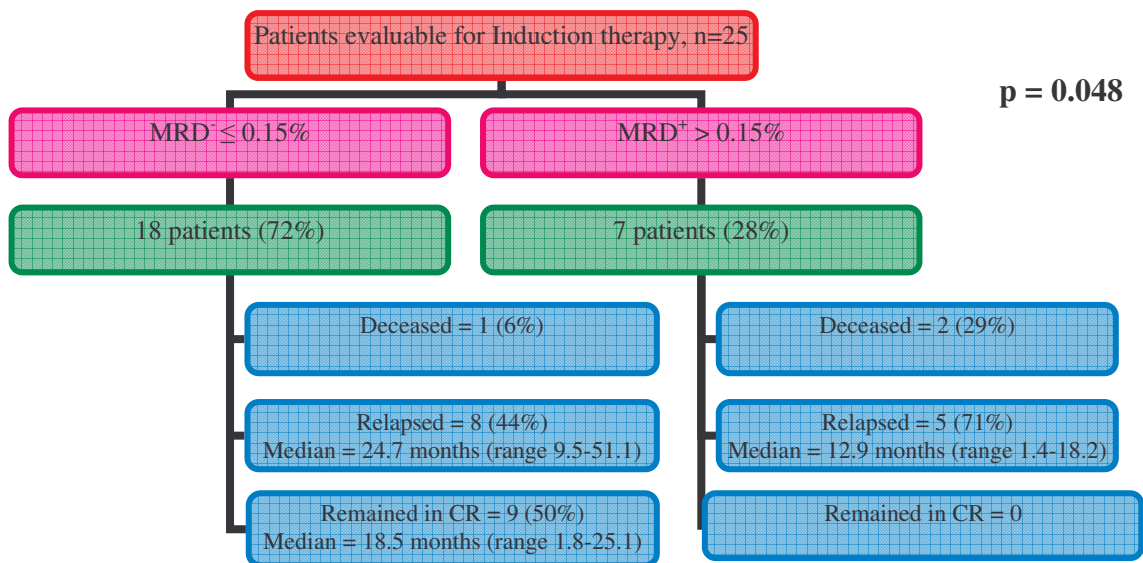 Patients evaluable for Induction therapy, n=25
p = 0.048
MRD⁻ ≤ 0.15%
MRD⁺ > 0.15%
18 patients (72%)
7 patients (28%)
Deceased = 1 (6%)
Deceased = 2 (29%)
Relapsed = 8 (44%)
Median = 24.7 months (range 9.5-51.1)
Relapsed = 5 (71%)
Median = 12.9 months (range 1.4-18.2)
Remained in CR = 9 (50%)
Median = 18.5 months (range 1.8-25.1)
Remained in CR = 0